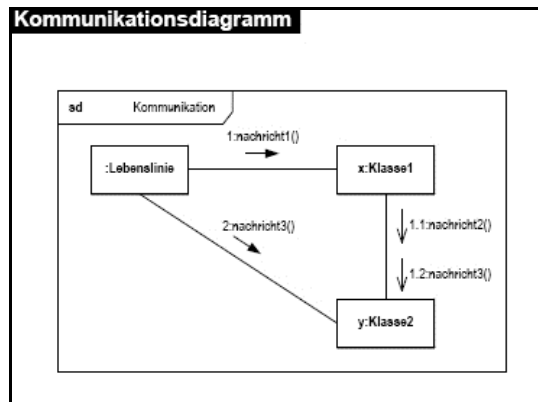 Kommunikationsdiagramm
sd Kommunikation
1:nachricht1()
:Lebenslinie
x:Klasse1
2:nachricht3()
1.1:nachricht2()
1.2:nachricht3()
y:Klasse2